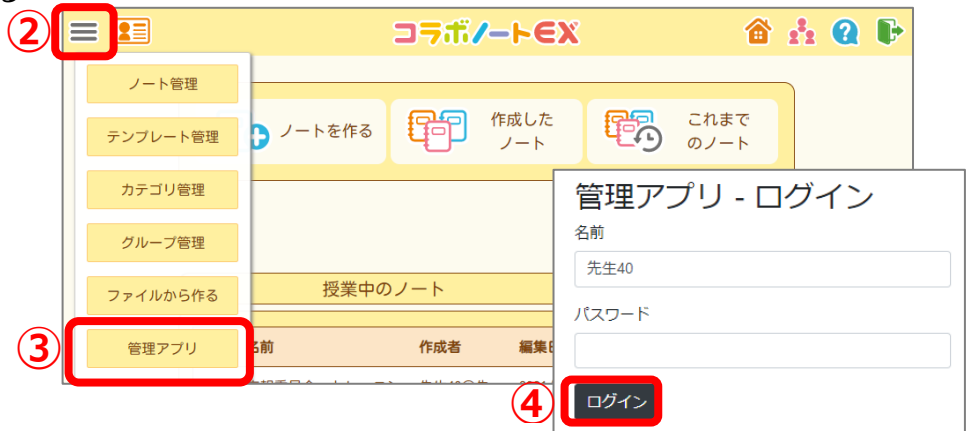 ②
コラボノートEX
ノート管理
テンプレート管理
カテゴリ管理
グループ管理
ファイルから作る
③
管理アプリ
ノートを作る
作成した
ノート
これまで
のノート
授業中のノート
名前 作成者 編集日
管理アプリ - ログイン
名前
先生40
パスワード
④
ログイン